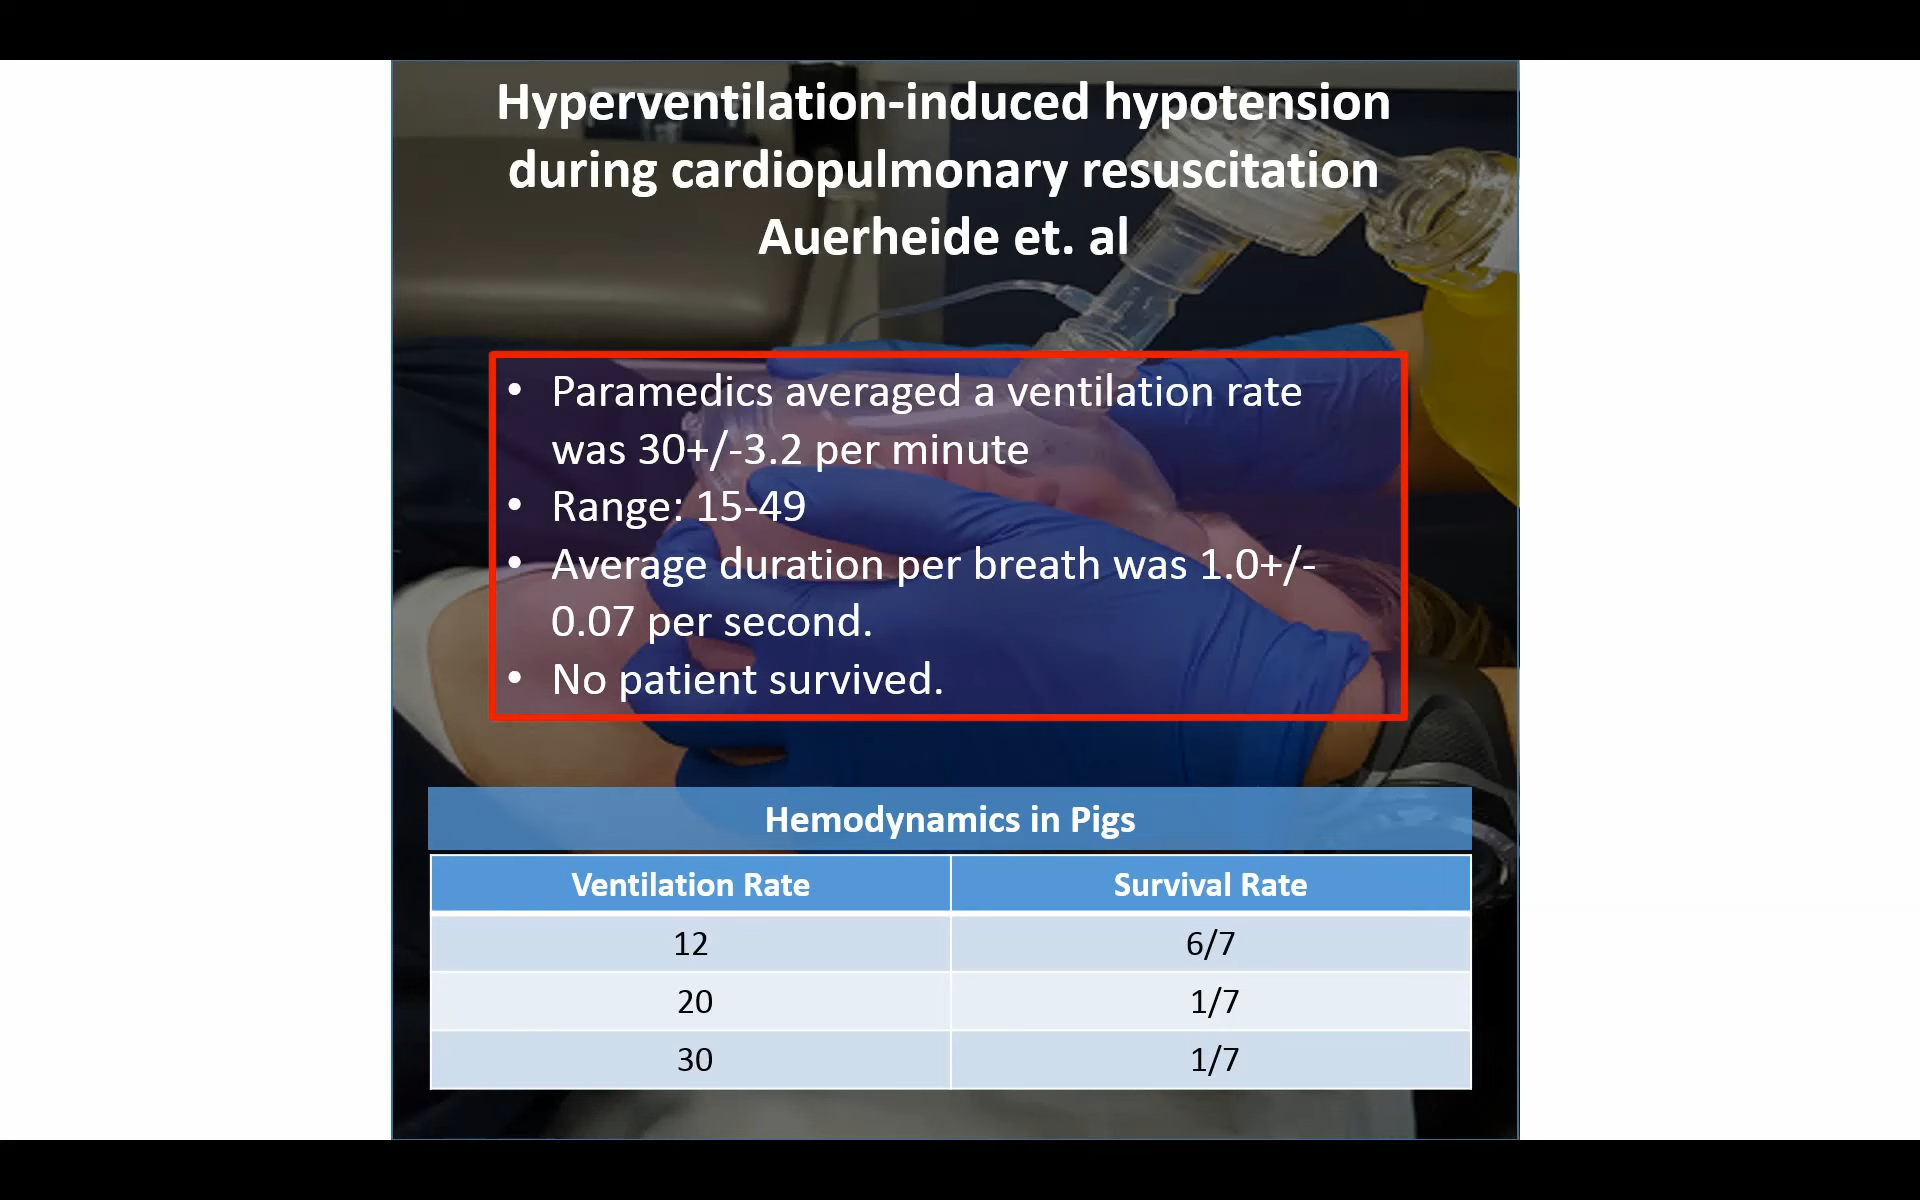 Hyperventilation-induced hypotension
during cardiopulmonary resuscitation
Auerheide et. al
• Paramedics averaged a ventilation rate
was 30+/-3.2 per minute
• Range: 15-49
• Average duration per breath was 1.0+/-
0.07 per second.
• No patient survived.
Hemodynamics in Pigs
Ventilation Rate Survival Rate
12 6/7
20 1/7
30 1/7